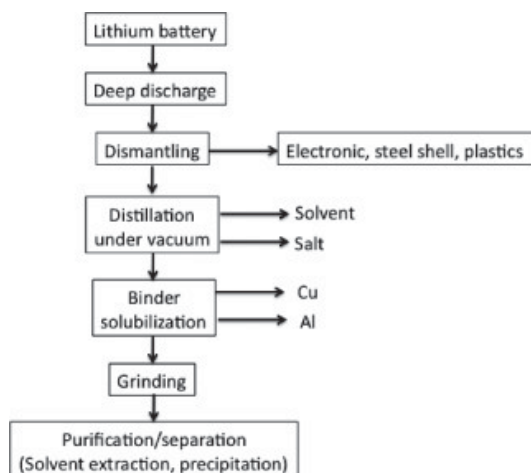 Lithium battery
Deep discharge
Dismantling
Electronic, steel shell, plastics
Distillation
under vacuum
Solvent
Salt
Binder
solubilization
Cu
Al
Grinding
Purification/separation
(Solvent extraction, precipitation)